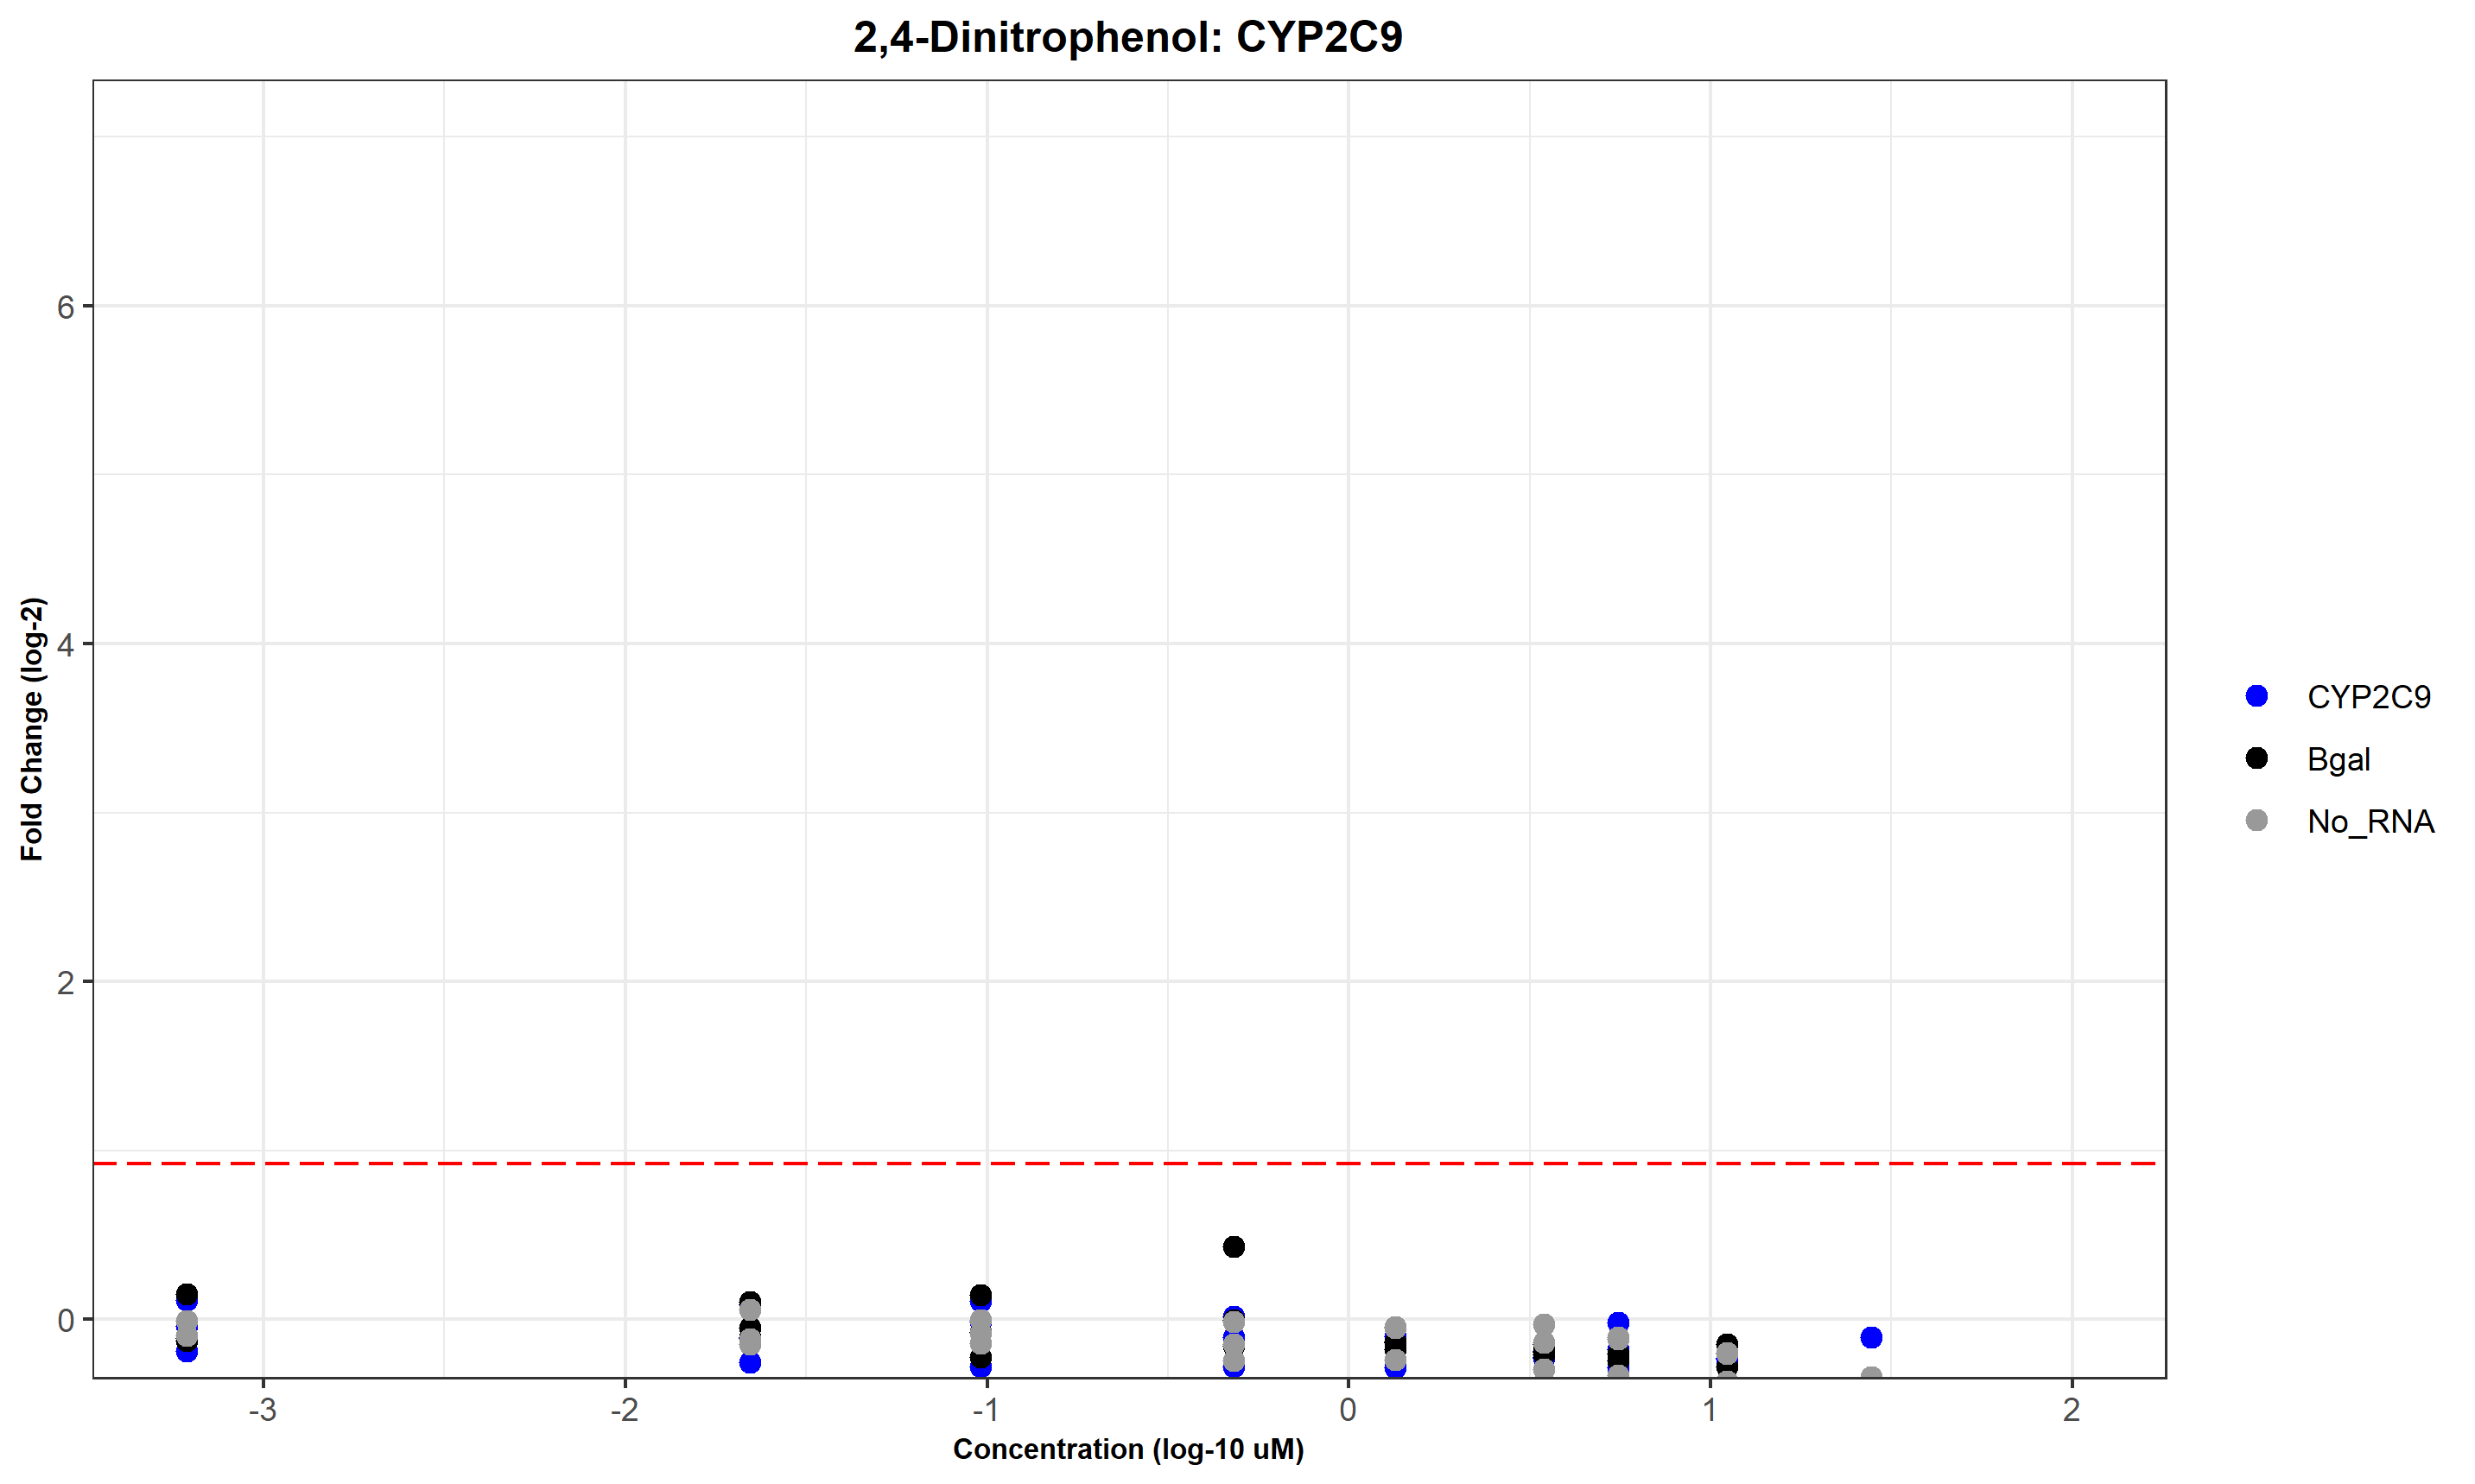 2,4-Dinitrophenol: CYP2C9
Fold Change (log-2)
6
4
2
0
-3
-2
-1
0
1
2
Concentration (log-10 uM)
CYP2C9
Bgal
No_RNA